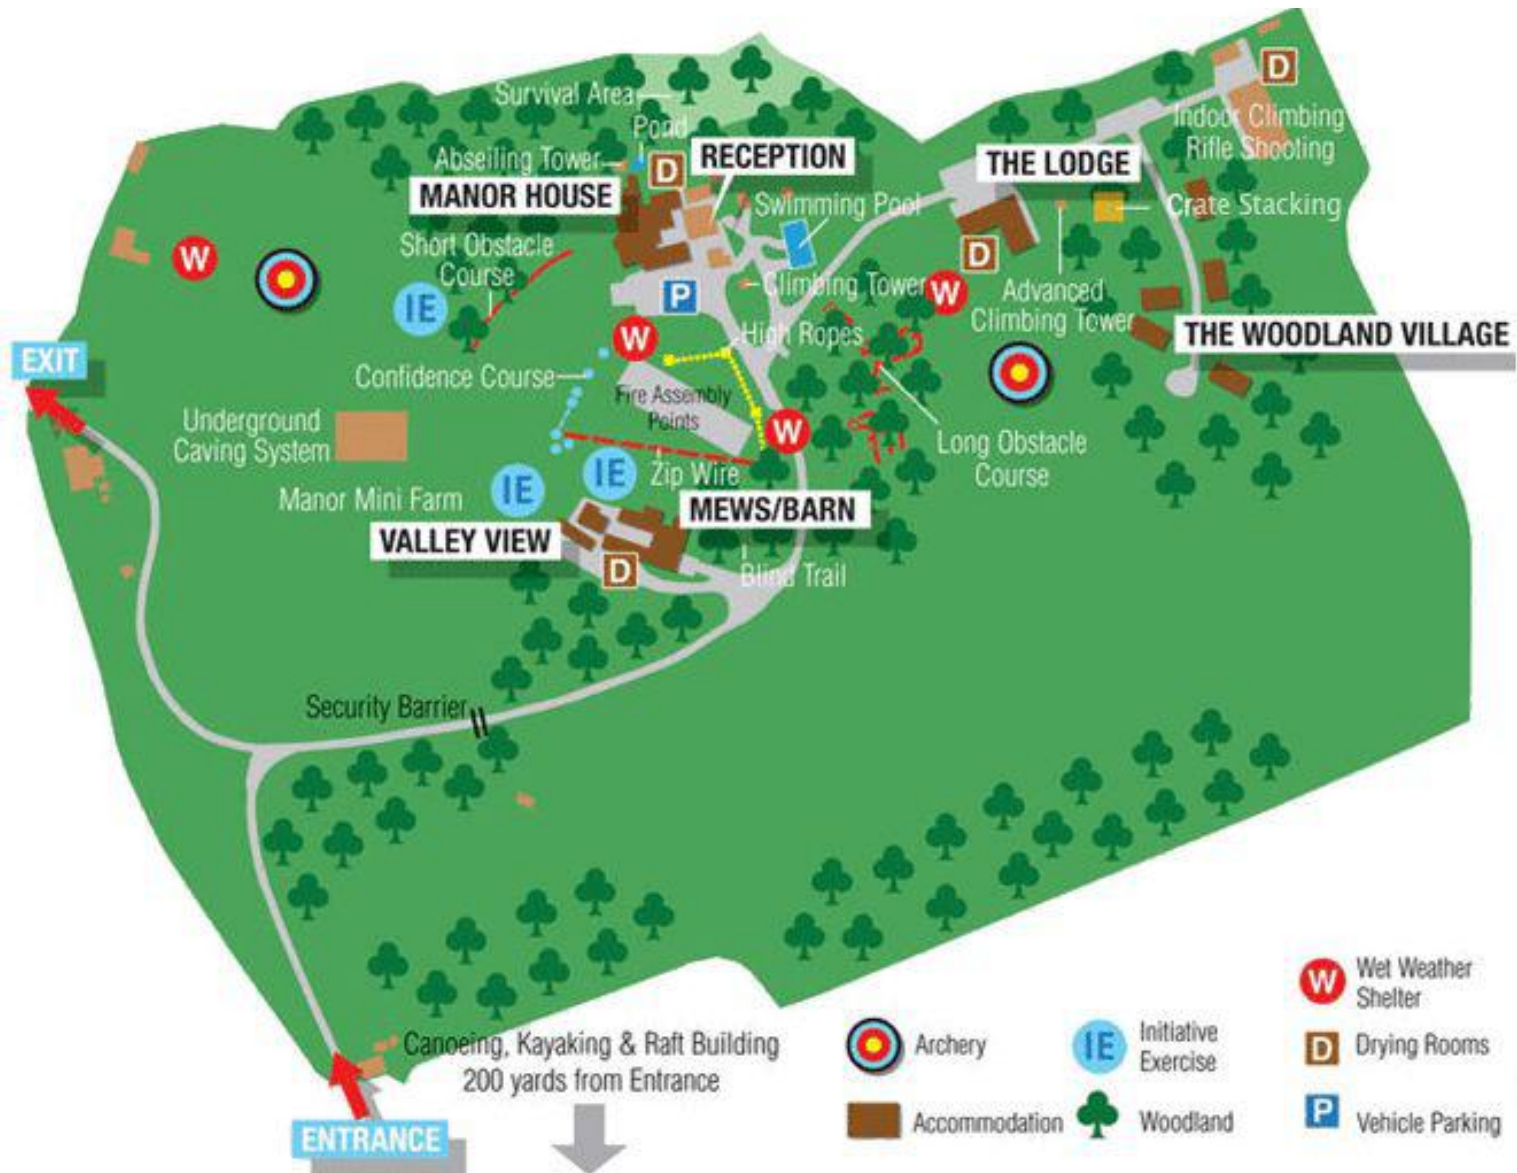 Survival Area
Pond
D
Abseiling Tower
D
RECEPTION
Indoor Climbing
Rifle Shooting
THE LODGE
MANOR HOUSE
Swimming Pool
Crate Stacking
Short Obstacle
Course
W
D
IE
P
Climbing Tower
W
Advanced
Climbing Tower
THE WOODLAND VILLAGE
EXIT
W
High Ropes
Confidence Course
Fire Assembly
Points
Underground
Caving System
W
Long Obstacle
Course
IE
IE
Zip Wire
Manor Mini Farm
MEWS/BARN
VALLEY VIEW
D
Blind Trail
Security Barrier
Canoeing, Kayaking & Raft Building
200 yards from Entrance
ENTRANCE
W
Wet Weather
Shelter
Archery
IE
Initiative
Exercise
D
Drying Rooms
Accommodation
Woodland
P
Vehicle Parking